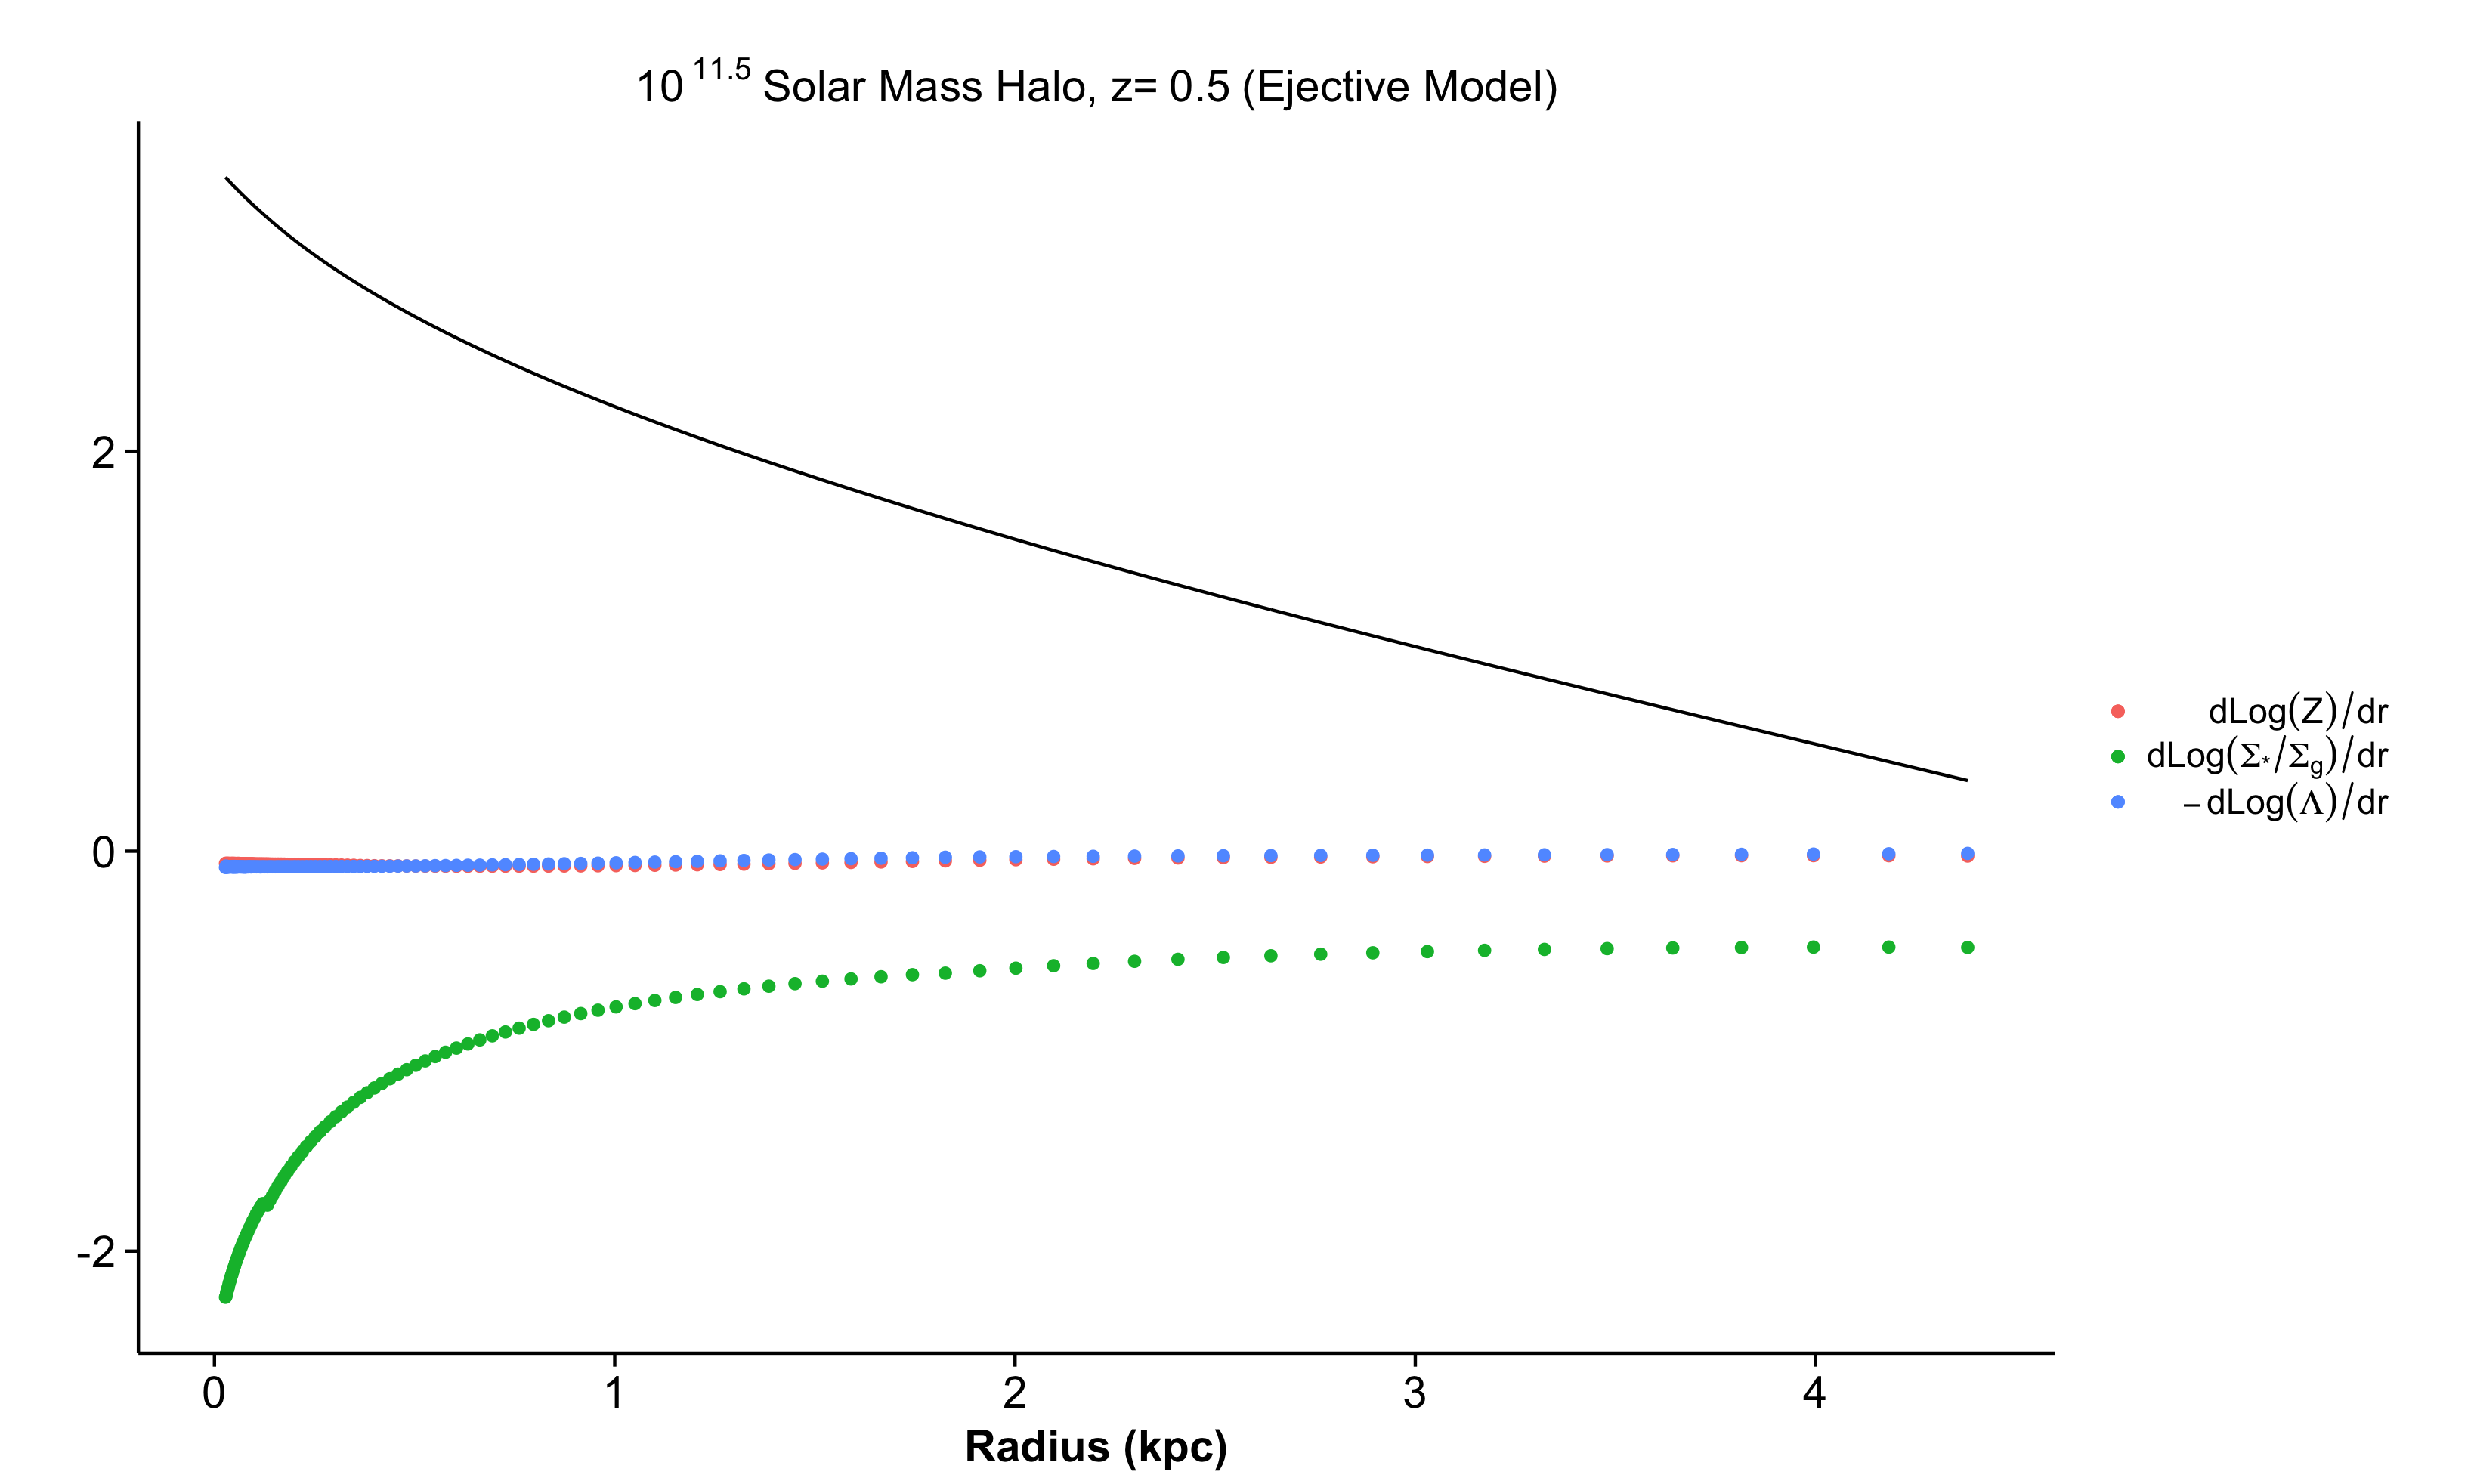 10^11.5 Solar Mass Halo, z= 0.5 (Ejective Model)
2
0
-2
0 1 2 3 4
Radius (kpc)
dLog(Z)/dr
dLog(Σ*/Σg)/dr
−dLog(Λ)/dr